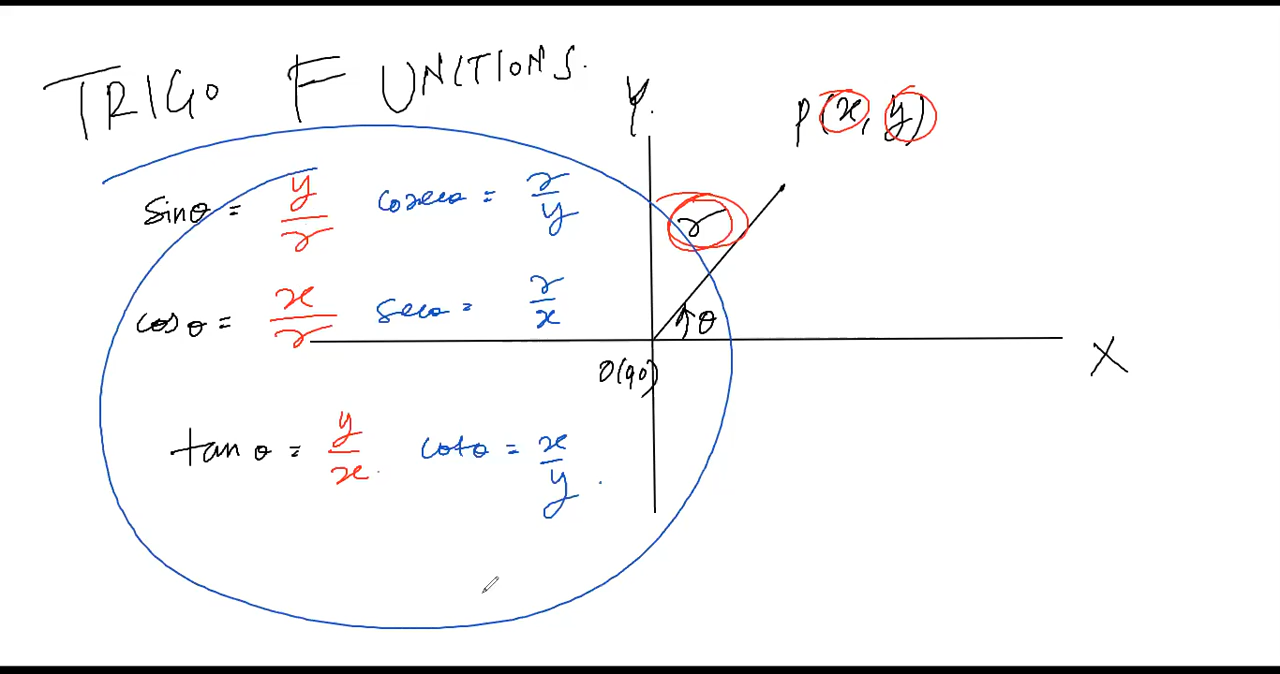 TRIGO FUNCTIONS.
Y.
P(x, y)
sinθ = y/r cosecθ = r/y
r
cosθ = x/r secθ = r/x
θ
X
O(90)
tanθ = y/x. cotθ = x/y.